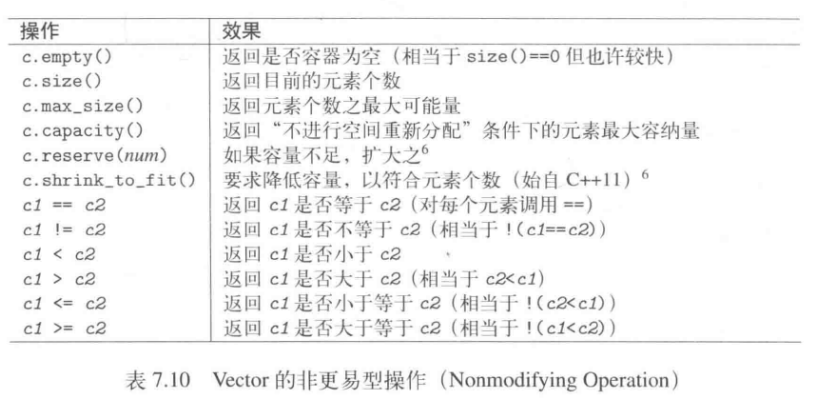 操作 效果
c.empty() 返回是否容器为空（相当于 size()==0 但也许较快）
c.size() 返回目前的元素个数
c.max_size() 返回元素个数之最大可能量
c.capacity() 返回“不进行空间重新分配”条件下的元素最大容纳量
c.reserve(num) 如果容量不足，扩大之6
c.shrink_to_fit() 要求降低容量，以符合元素个数（始自 C++11）6
c1 == c2 返回 c1 是否等于 c2（对每个元素调用 ==）
c1 != c2 返回 c1 是否不等于 c2（相当于 !(c1==c2)）
c1 < c2 返回 c1 是否小于 c2
c1 > c2 返回 c1 是否大于 c2（相当于 c2<c1）
c1 <= c2 返回 c1 是否小于等于 c2（相当于 !(c2<c1)）
c1 >= c2 返回 c1 是否大于等于 c2（相当于 !(c1<c2)）
表 7.10 Vector 的非更易型操作（Nonmodifying Operation）